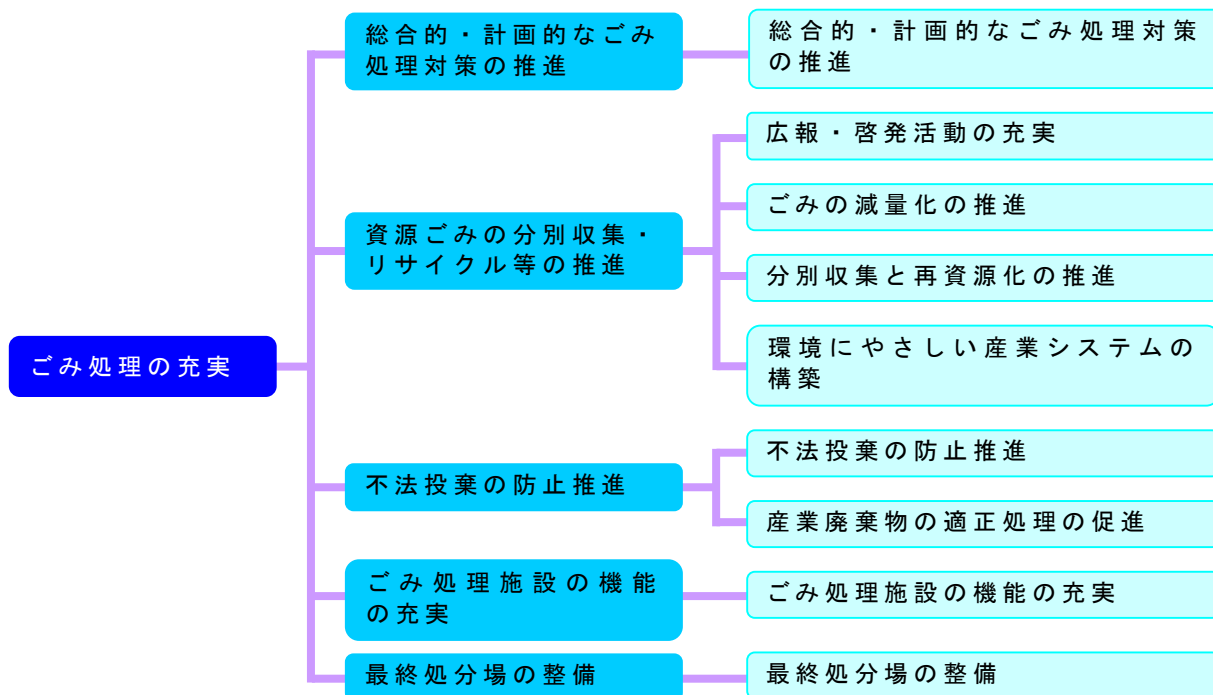 総合的・計画的なごみ
処理対策の推進
総合的・計画的なごみ処理対策
の推進
広報・啓発活動の充実
ごみの減量化の推進
資源ごみの分別収集・
リサイクル等の推進
分別収集と再資源化の推進
環境にやさしい産業システムの
構築
ごみ処理の充実
不法投棄の防止推進
不法投棄の防止推進
産業廃棄物の適正処理の促進
ごみ処理施設の機能
の充実
ごみ処理施設の機能の充実
最終処分場の整備
最終処分場の整備